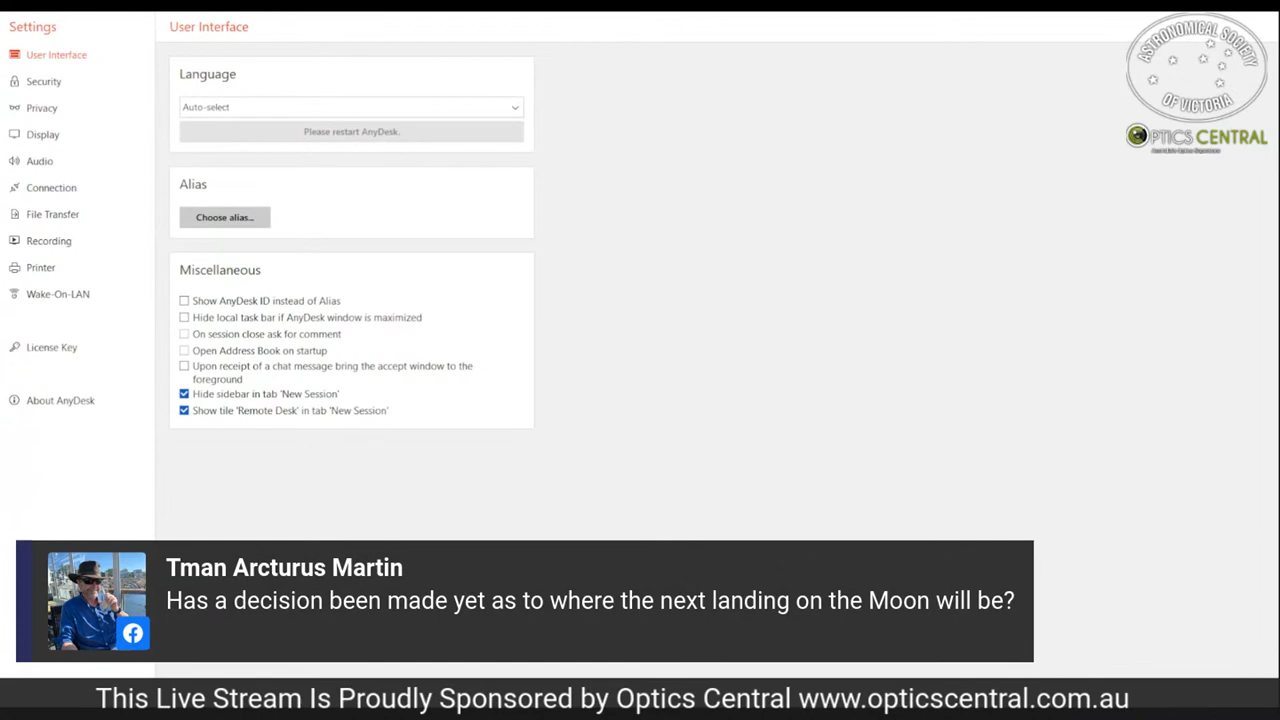 Settings
User Interface
Security
Privacy
Display
Audio
Connection
File Transfer
Recording
Printer
Wake-On-LAN
License Key
About AnyDesk
User Interface
Language
Auto-select
Please restart AnyDesk.
Alias
Choose alias...
Miscellaneous
Show AnyDesk ID instead of Alias
Hide local task bar if AnyDesk window is maximized
On session close ask for comment
Open Address Book on startup
Upon receipt of a chat message bring the accept window to the
foreground
Hide sidebar in tab 'New Session'
Show tile 'Remote Desk' in tab 'New Session'
ASTRONOMICAL SOCIETY
OF VICTORIA
OPTICS CENTRAL
Tman Arcturus Martin
Has a decision been made yet as to where the next landing on the Moon will be?
This Live Stream Is Proudly Sponsored by Optics Central www.opticscentral.com.au